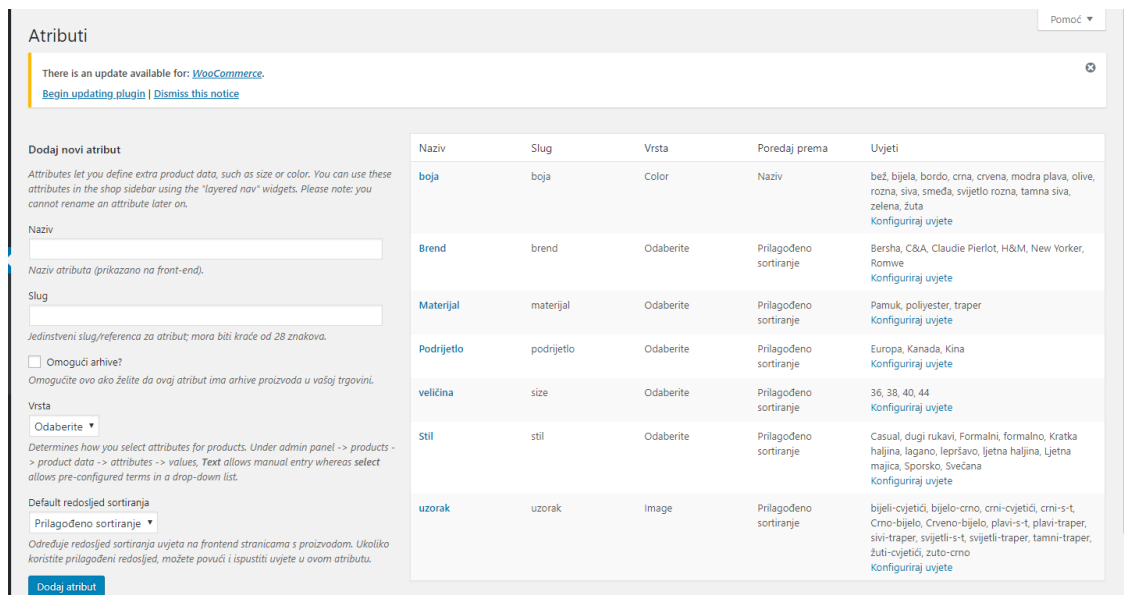 Pomoć ▼
Atributi
There is an update available for: WooCommerce.
Begin updating plugin | Dismiss this notice
Dodaj novi atribut
Attributes let you define extra product data, such as size or color. You can use these
attributes in the shop sidebar using the "layered nav" widgets. Please note: you
cannot rename an attribute later on.
Naziv
Naziv atributa (prikazano na front-end).
Slug
Jedinstveni slug/referenca za atribut; mora biti kraće od 28 znakova.
Omogući arhive?
Omogućite ovo ako želite da ovaj atribut ima arhive proizvoda u vašoj trgovini.
Vrsta
Odaberite ▼
Determines how you select attributes for products. Under admin panel -> products -
> product data -> attributes -> values, Text allows manual entry whereas select
allows pre-configured terms in a drop-down list.
Default redosljed sortiranja
Prilagođeno sortiranje ▼
Određuje redosljed sortiranja uvjeta na frontend stranicama s proizvodom. Ukoliko
koristite prilagođeni redosljed, možete povući i ispustiti uvjete u ovom atributu.
Dodaj atribut
Naziv Slug Vrsta Poredaj prema Uvjeti
boja boja Color Naziv bež, bijela, bordo, crna, crvena, modra plava, olive,
rozna, siva, smeđa, svijetlo rozna, tamna siva,
zelena, žuta
Konfiguriraj uvjete
Brend brend Odaberite Prilagođeno Bersha, C&A, Claudie Pierlot, H&M, New Yorker,
sortiranje Romwe
Konfiguriraj uvjete
Materijal materijal Odaberite Prilagođeno Pamuk, poliyester, traper
sortiranje Konfiguriraj uvjete
Podrijetlo podrijetlo Odaberite Prilagođeno Europa, Kanada, Kina
sortiranje Konfiguriraj uvjete
veličina size Odaberite Prilagođeno 36, 38, 40, 44
sortiranje Konfiguriraj uvjete
Stil stil Odaberite Prilagođeno Casual, dugi rukavi, Formalni, formalno, Kratka
sortiranje haljina, lagano, lepršavo, ljetna haljina, Ljetna
majica, Sporsko, Svečana
Konfiguriraj uvjete
uzorak uzorak Image Prilagođeno bijeli-cvjetići, bijelo-crno, crni-cvjetići, crni-s-t,
sortiranje Crno-bijelo, Crveno-bijelo, plavi-s-t, plavi-traper,
sivi-traper, svijetli-s-t, svijetli-traper, tamni-traper,
žuti-cvjetići, zuto-crno
Konfiguriraj uvjete